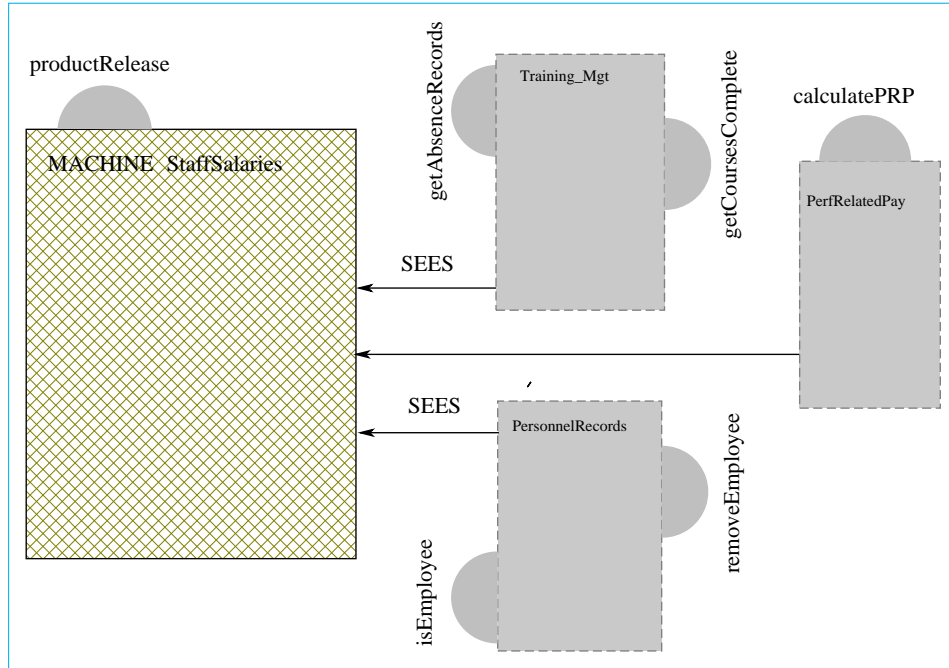 productRelease
MACHINE StaffSalaries
getAbsenceRecords
Training_Mgt
getCoursesComplete
calculatePRP
PerfRelatedPay
SEES
SEES
PersonnelRecords
removeEmployee
isEmployee